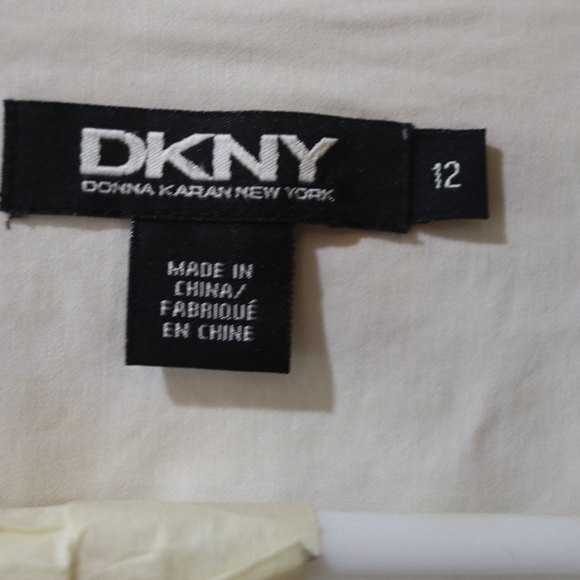 DKNY
DONNA KARAN NEW YORK
12
MADE IN
CHINA/
FABRIQUÉ
EN CHINE